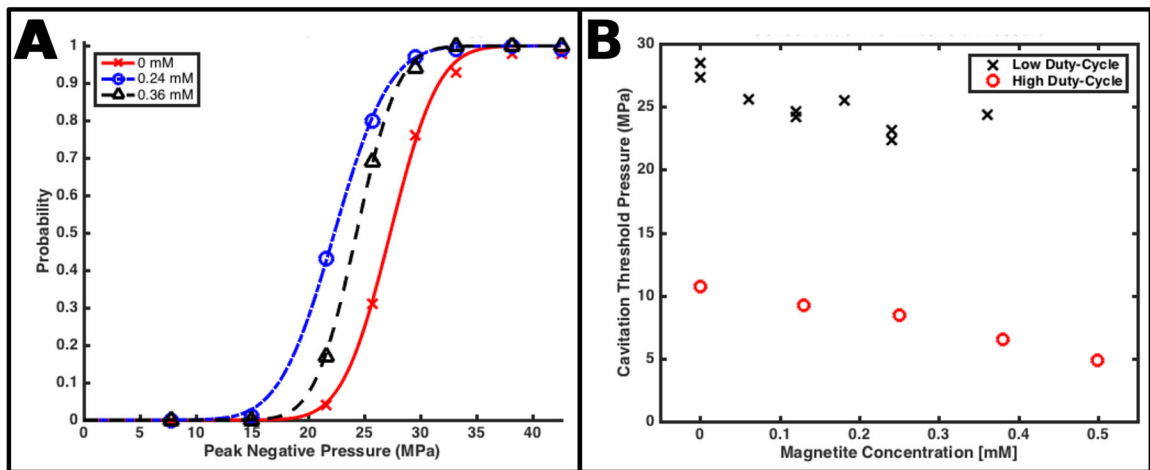 A
0 mM
0.24 mM
0.36 mM
1
0.9
0.8
0.7
0.6
0.5
0.4
0.3
0.2
0.1
0
Probability
0 5 10 15 20 25 30 35 40
Peak Negative Pressure (MPa)
B
Low Duty-Cycle
High Duty-Cycle
30
25
20
15
10
5
0
Cavitation Threshold Pressure (MPa)
0 0.1 0.2 0.3 0.4 0.5
Magnetite Concentration [mM]